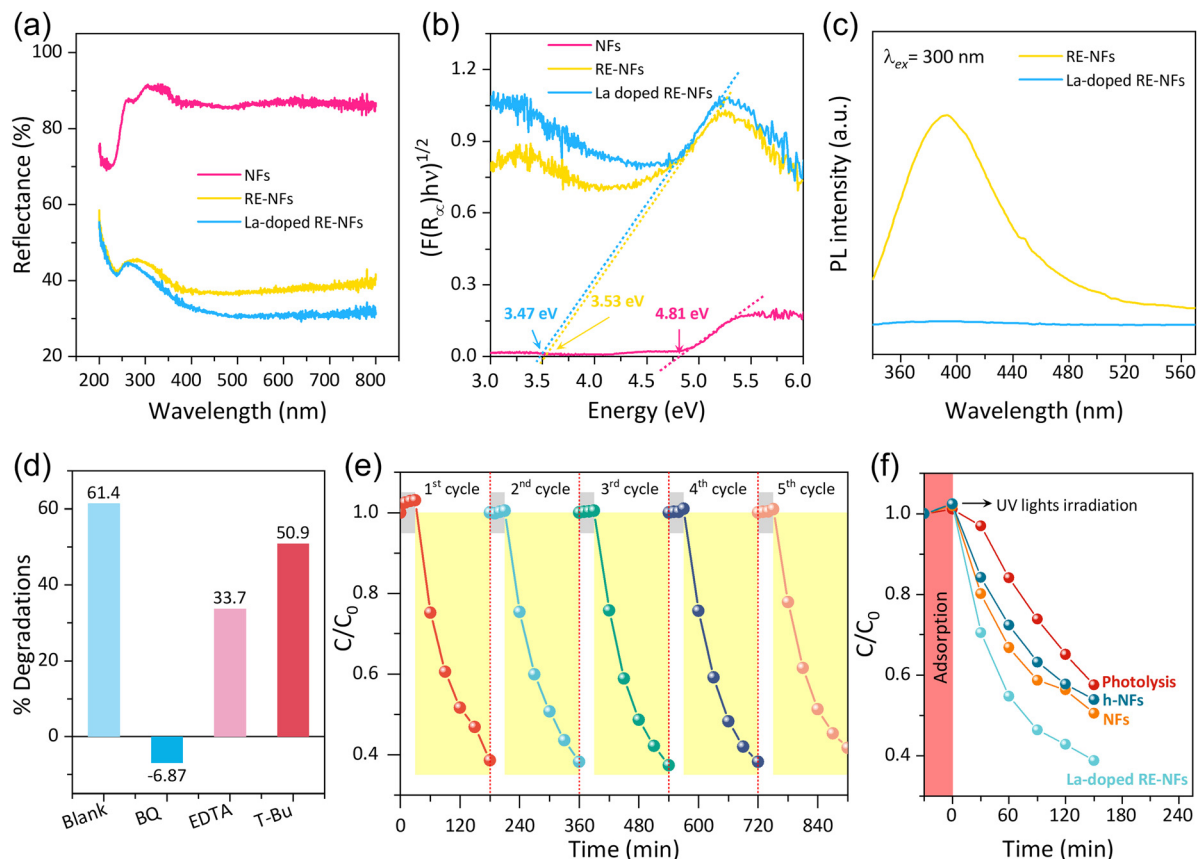 (a)
100
80
60
40
20
Reflectance (%)
NFs
RE-NFs
La-doped RE-NFs
200 300 400 500 600 700 800
Wavelength (nm)
(b)
NFs
RE-NFs
La doped RE-NFs
1.2
0.9
0.6
0.3
0.0
(F(R∝)hν)1/2
3.47 eV
3.53 eV
4.81 eV
3.0 3.5 4.0 4.5 5.0 5.5 6.0
Energy (eV)
(c)
λex= 300 nm
RE-NFs
La-doped RE-NFs
PL intensity (a.u.)
360 400 440 480 520 560
Wavelength (nm)
(d)
60
40
20
0
% Degradations
61.4
-6.87
33.7
50.9
Blank BQ EDTA T-Bu
(e)
1st cycle 2nd cycle 3rd cycle 4th cycle 5th cycle
1.0
0.8
0.6
0.4
C/C0
0 120 240 360 480 600 720 840
Time (min)
(f)
Adsorption
UV lights irradiation
1.0
0.8
0.6
0.4
C/C0
Photolysis
h-NFs
NFs
La-doped RE-NFs
0 60 120 180 240
Time (min)